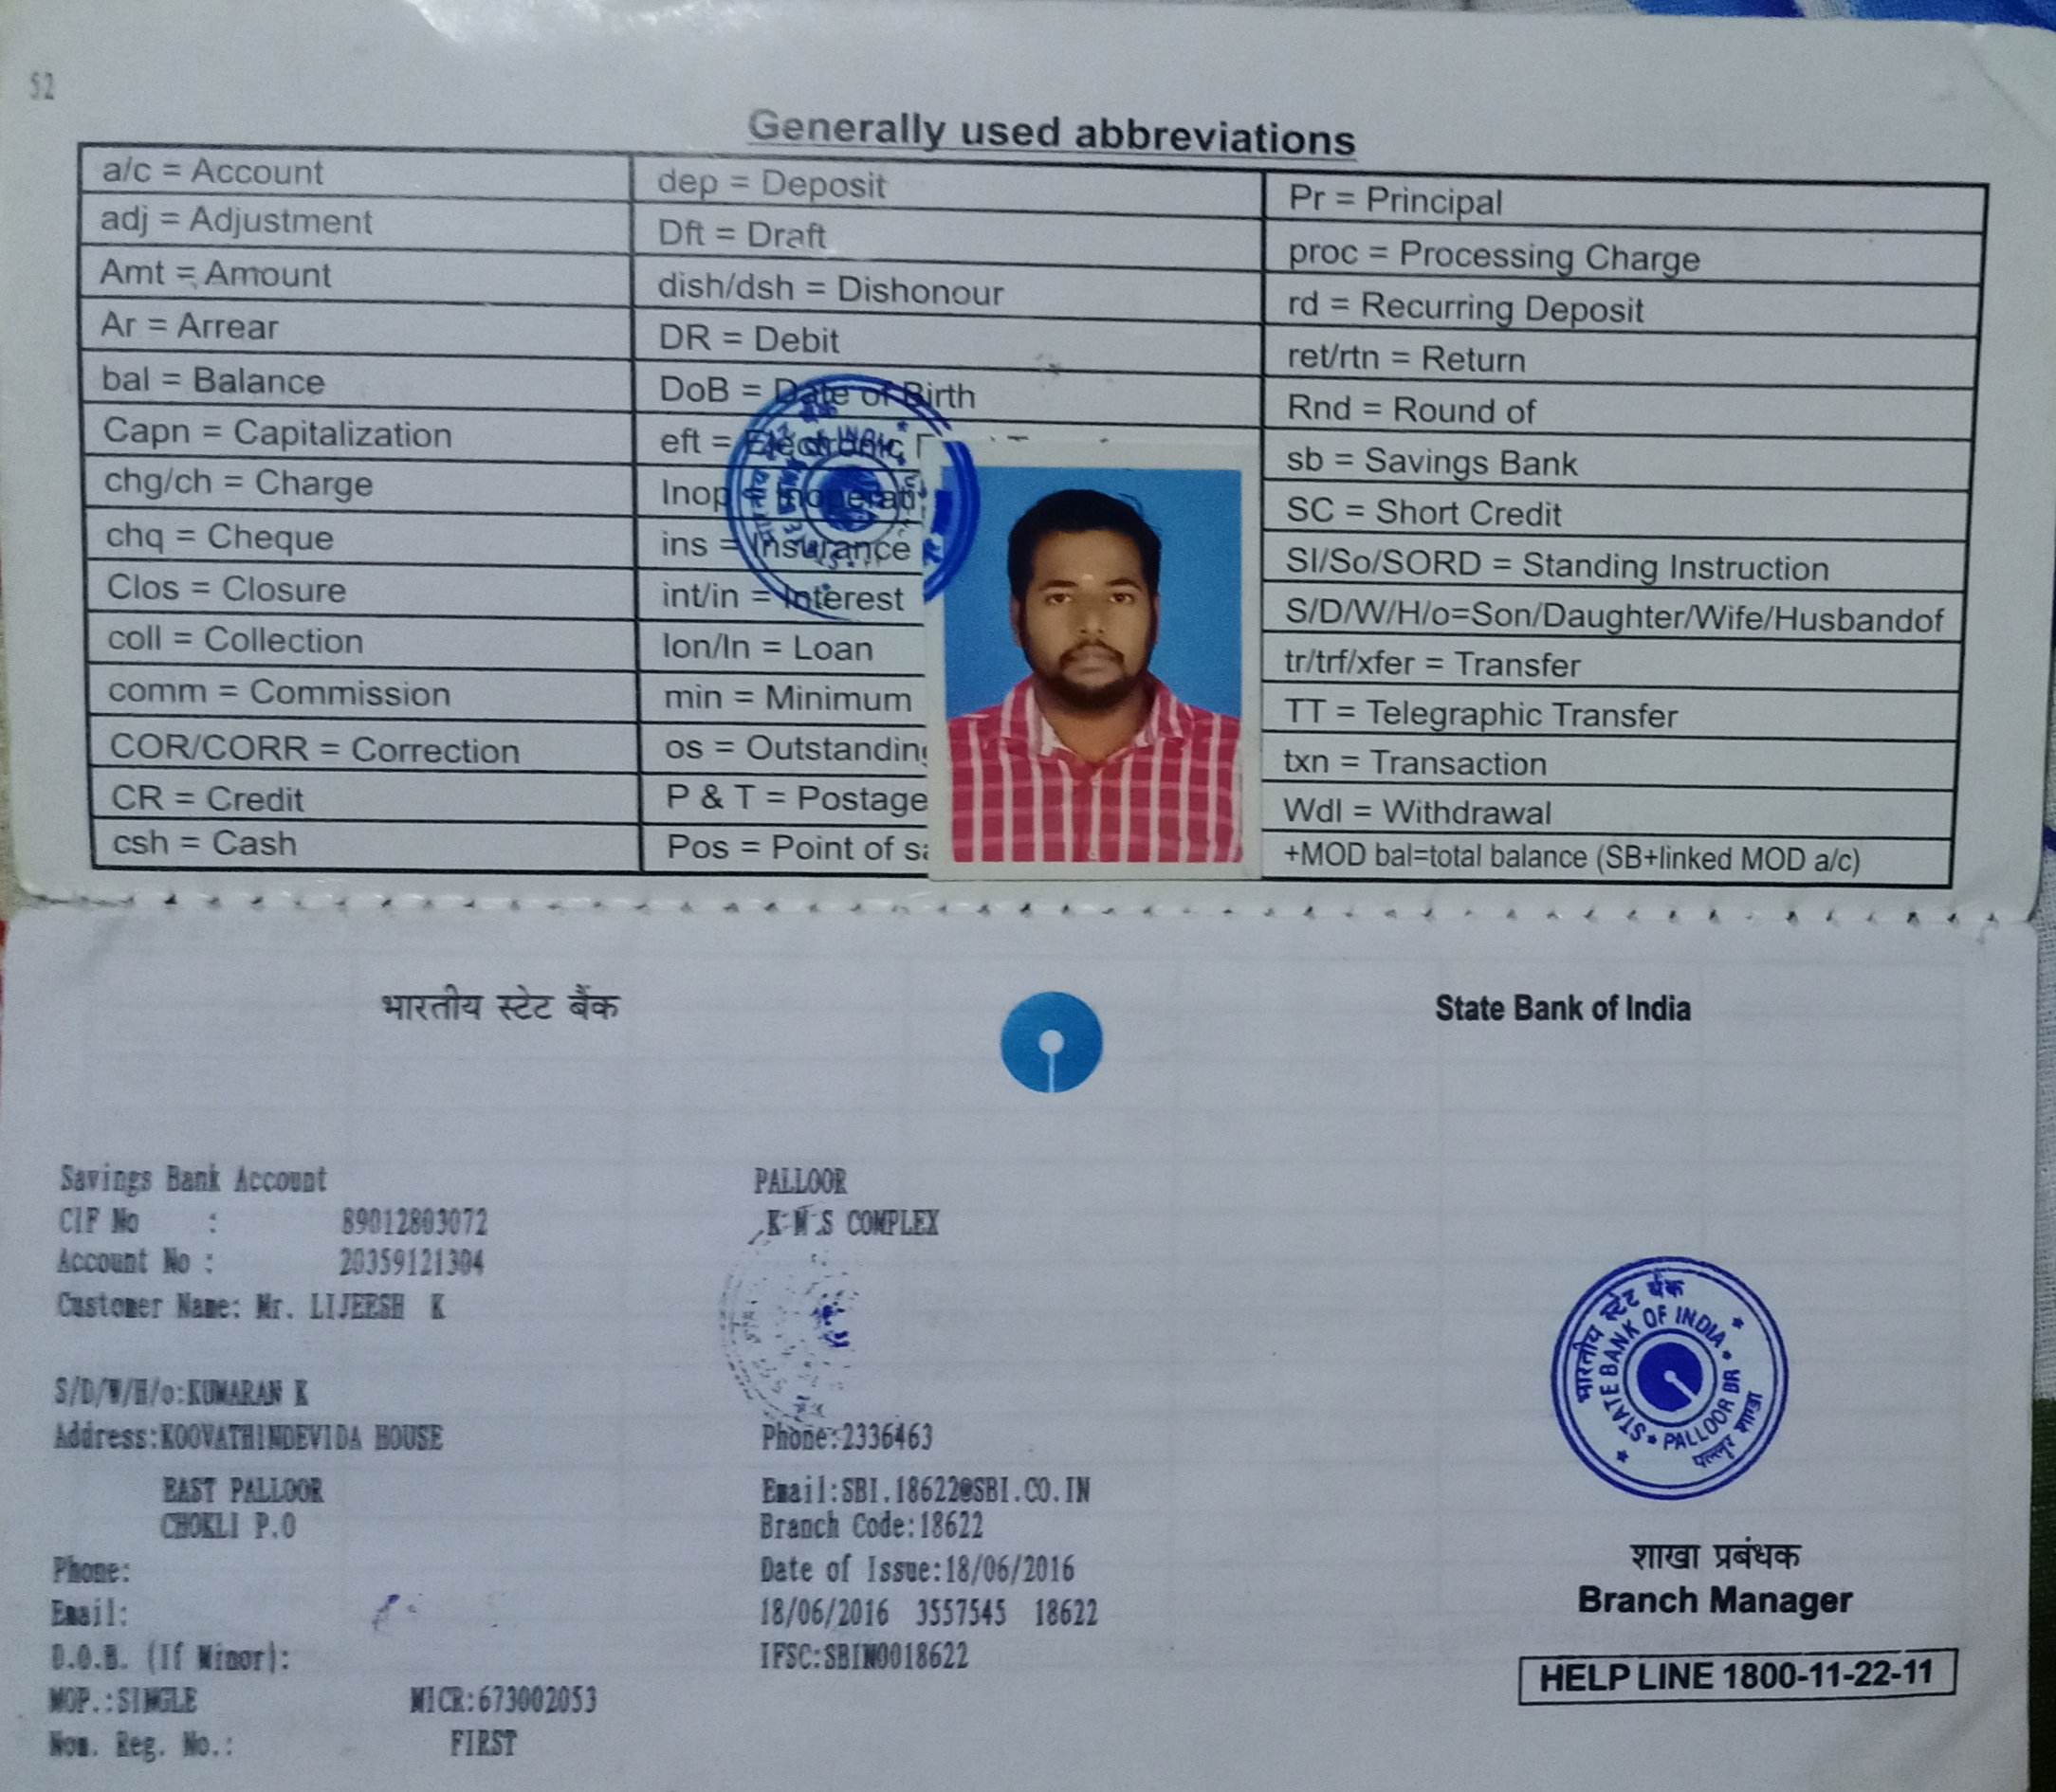 52
Generally used abbreviations
a/c = Account
adj = Adjustment
Amt = Amount
Ar = Arrear
bal = Balance
Capn = Capitalization
chg/ch = Charge
chq = Cheque
Clos = Closure
coll = Collection
comm = Commission
COR/CORR = Correction
CR = Credit
csh = Cash
dep = Deposit
Dft = Draft
dish/dsh = Dishonour
DR = Debit
DoB = Date of Birth
eft = Electronic
Inop =
ins = Insurance
int/in = Interest
lon/ln = Loan
min = Minimum
os = Outstanding
P & T = Postage
Pos = Point of
Pr = Principal
proc = Processing Charge
rd = Recurring Deposit
ret/rtn = Return
Rnd = Round of
sb = Savings Bank
SC = Short Credit
SI/So/SORD = Standing Instruction
S/D/W/H/o=Son/Daughter/Wife/Husbandof
tr/trf/xfer = Transfer
TT = Telegraphic Transfer
txn = Transaction
Wdl = Withdrawal
+MOD bal=total balance (SB+linked MOD a/c)
भारतीय स्टेट बैंक
State Bank of India
Savings Bank Account
CIF No : 89012803072
Account No : 20359121304
Customer Name: Mr. LIJEESH K
S/D/W/H/o:KUMARAN K
Address:KOOVATHINDEVIDA HOUSE
EAST PALLOOR
CHOKLI P.O
Phone:
Email:
D.O.B. (If Minor):
MOP.:SINGLE MICR:673002053
Nom. Reg. No.: FIRST
PALLOOR
K M S COMPLEX
Phone:2336463
Email:SBI.18622@SBI.CO.IN
Branch Code:18622
Date of Issue:18/06/2016
18/06/2016 3557545 18622
IFSC:SBIN0018622
भारतीय स्टेट बैंक
STATE BANK OF INDIA
PALLOOR BR
पल्लूर शाखा
शाखा प्रबंधक
Branch Manager
HELP LINE 1800-11-22-11